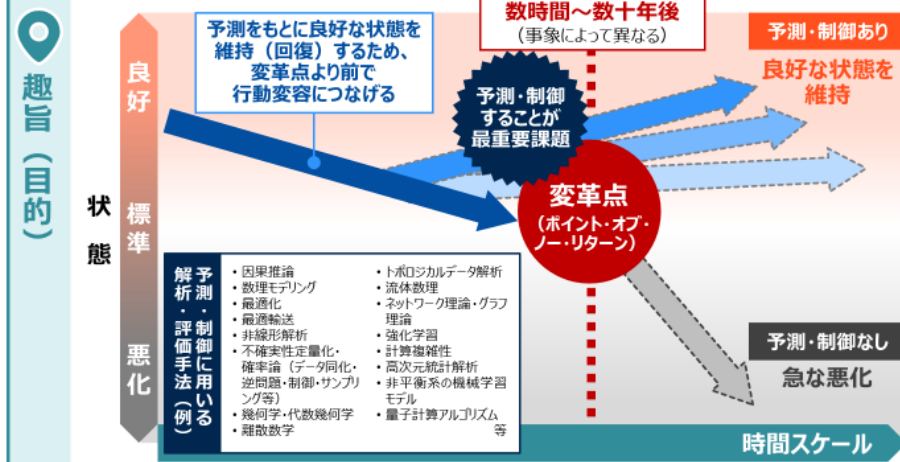 趣旨（目的）
状態
良好
標準
悪化
予測をもとに良好な状態を
維持（回復）するため、
変革点より前で
行動変容につなげる
数時間～数十年後
（事象によって異なる）
予測・制御
することが
最重要課題
変革点
（ポイント・オブ・
ノー・リターン）
予測・制御あり
良好な状態を
維持
予測・制御なし
急な悪化
予測・制御に用いる
解析・評価手法（例）
・因果推論
・数理モデリング
・最適化
・最適輸送
・非線形解析
・不確実性定量化・
確率論（データ同化・
逆問題・制御・サンプリ
ング等）
・幾何学・代数幾何学
・離散数学
・トポロジカルデータ解析
・流体数理
・ネットワーク理論・グラフ
理論
・強化学習
・計算複雑性
・高次元統計解析
・非平衡系の機械学習
モデル
・量子計算アルゴリズム
等
時間スケール